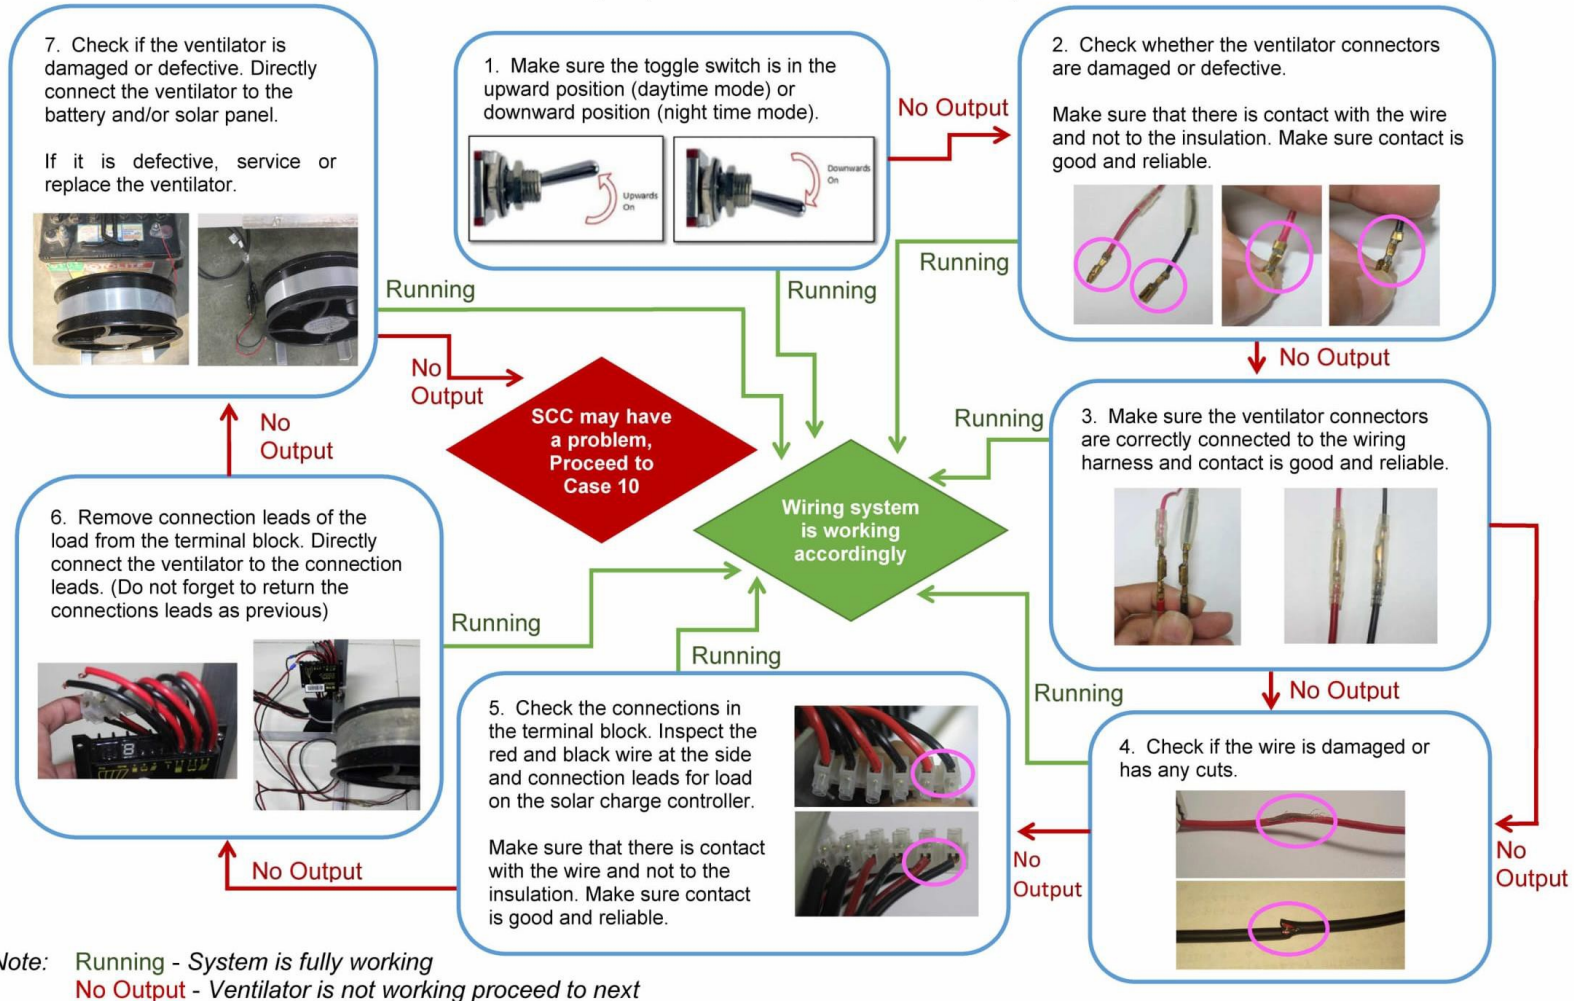 7. Check if the ventilator is
damaged or defective. Directly
connect the ventilator to the
battery and/or solar panel.
If it is defective, service or
replace the ventilator.
1. Make sure the toggle switch is in the
upward position (daytime mode) or
downward position (night time mode).
Upwards
On
Downwards
On
No Output
2. Check whether the ventilator connectors
are damaged or defective.
Make sure that there is contact with the wire
and not to the insulation. Make sure contact is
good and reliable.
Running
Running
Running
No Output
No
Output
SCC may have
a problem,
Proceed to
Case 10
Running
3. Make sure the ventilator connectors
are correctly connected to the wiring
harness and contact is good and reliable.
No
Output
Wiring system
is working
accordingly
6. Remove connection leads of the
load from the terminal block. Directly
connect the ventilator to the connection
leads. (Do not forget to return the
connections leads as previous)
8
Running
Running
No Output
Running
5. Check the connections in
the terminal block. Inspect the
red and black wire at the side
and connection leads for load
on the solar charge controller.
Make sure that there is contact
with the wire and not to the
insulation. Make sure contact
is good and reliable.
4. Check if the wire is damaged or
has any cuts.
No
Output
No
Output
No Output
Note: Running - System is fully working
No Output - Ventilator is not working proceed to next